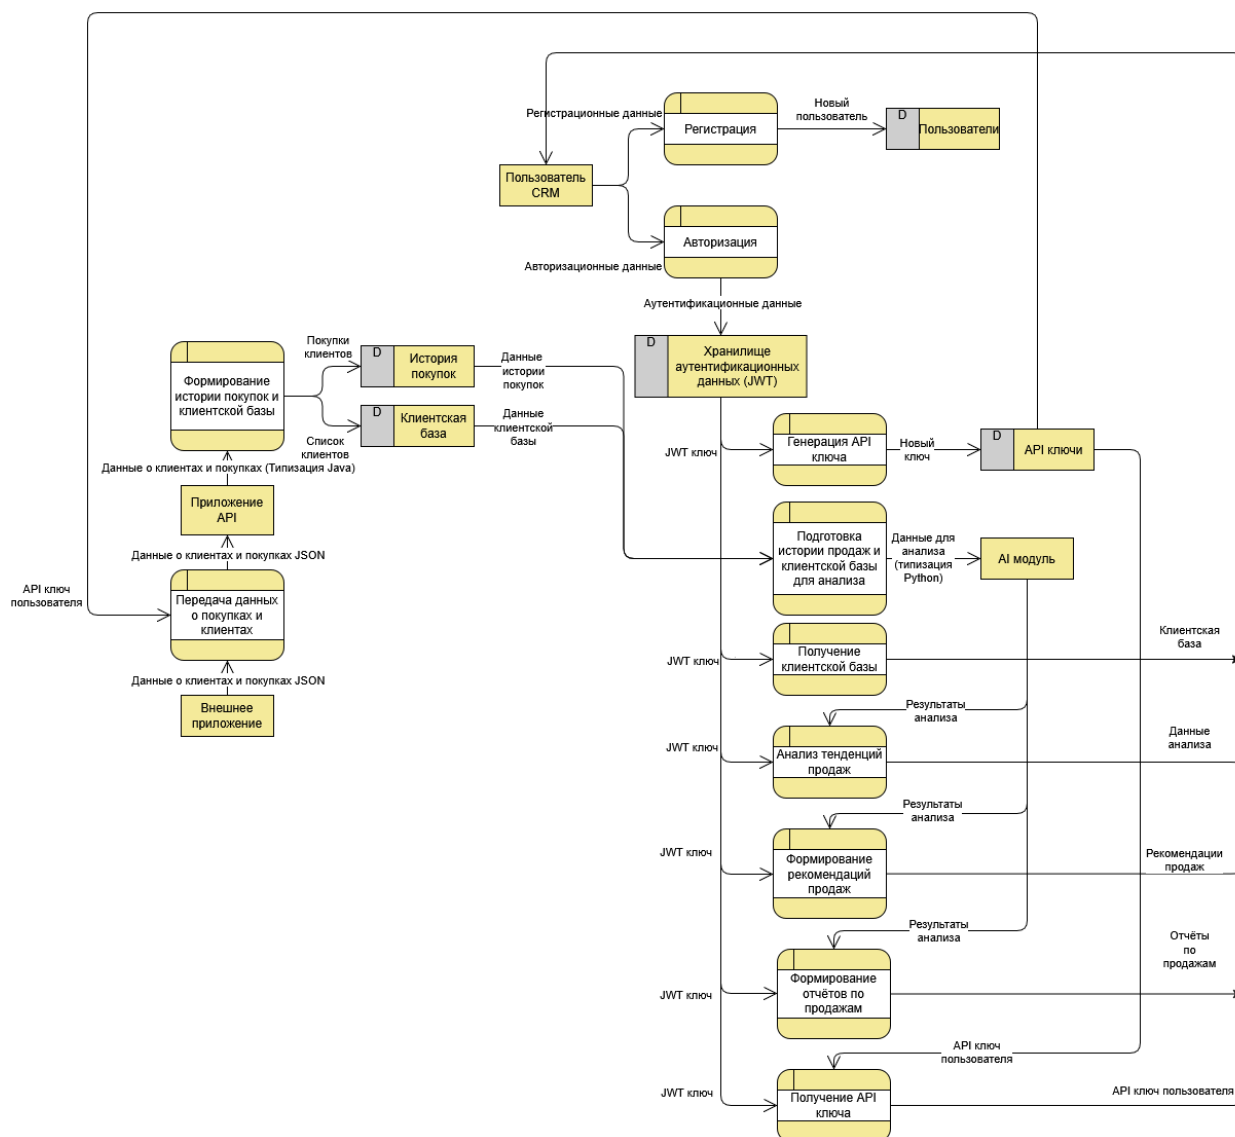 Регистрационные данные
Регистрация
Новый
пользователь
D
Пользователи
Пользователь
CRM
Авторизация
Авторизационные данные
Аутентификационные данные
D
Хранилище
аутентификационных
данных (JWT)
Покупки
клиентов
D
История
покупок
Данные
истории
покупок
Формирование
истории покупок и
клиентской базы
D
Клиентская
база
Данные
клиентской
базы
Список
клиентов
Данные о клиентах и покупках (Типизация Java)
Приложение
API
Данные о клиентах и покупках JSON
API ключ
пользователя
Передача данных
о покупках и
клиентах
Данные о клиентах и покупках JSON
Внешнее
приложение
JWT ключ
Генерация API
ключа
Новый
ключ
D
API ключи
Подготовка
истории продаж и
клиентской базы
для анализа
Данные для
анализа
(типизация
Python)
AI модуль
JWT ключ
Получение
клиентской базы
Клиентская
база
Результаты
анализа
JWT ключ
Анализ тенденций
продаж
Данные
анализа
Результаты
анализа
JWT ключ
Формирование
рекомендаций
продаж
Рекомендации
продаж
Результаты
анализа
JWT ключ
Формирование
отчётов по
продажам
Отчёты
по
продажам
API ключ
пользователя
JWT ключ
Получение API
ключа
API ключ пользователя